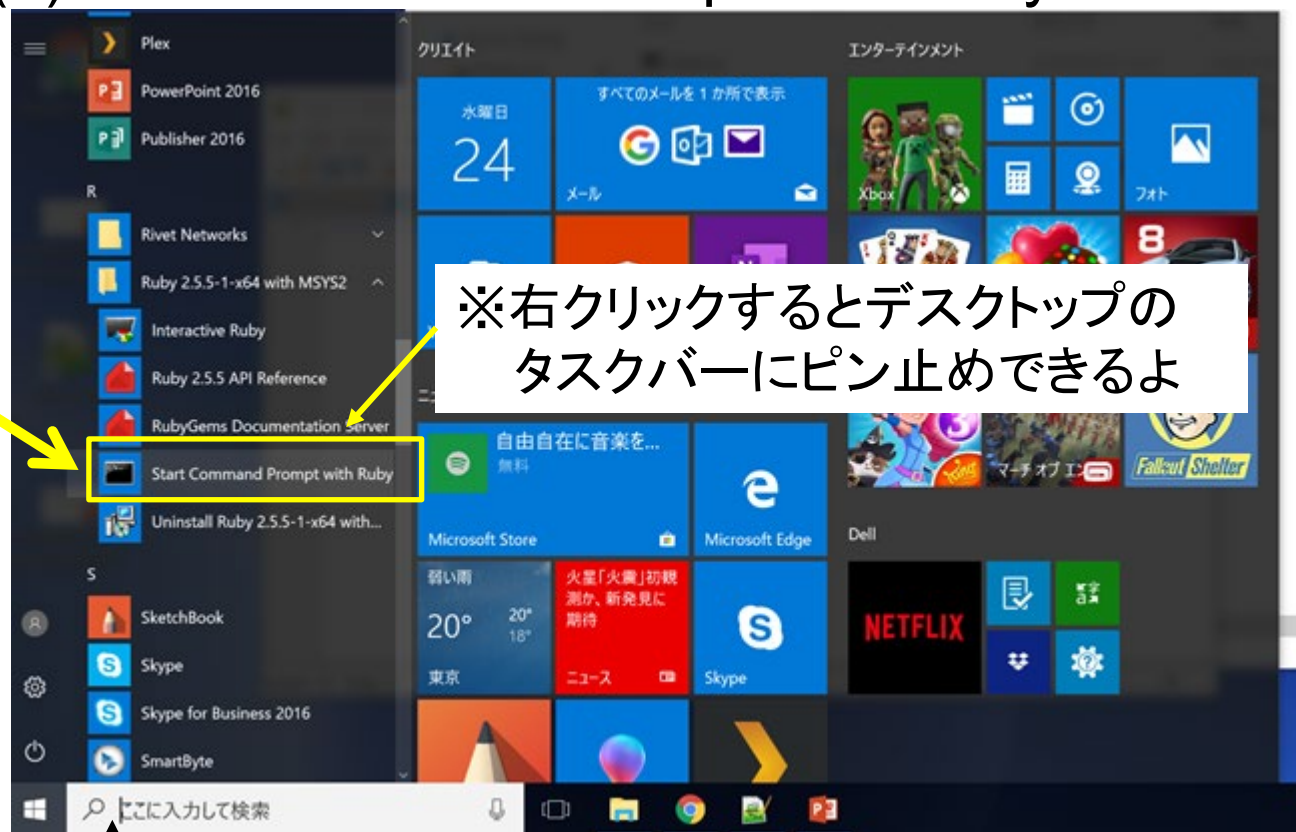 Plex
PowerPoint 2016
Publisher 2016
R
Rivet Networks
Ruby 2.5.5-1-x64 with MSYS2
Interactive Ruby
Ruby 2.5.5 API Reference
RubyGems Documentation Server
Start Command Prompt with Ruby
Uninstall Ruby 2.5.5-1-x64 with...
S
SketchBook
Skype
Skype for Business 2016
SmartByte
ここに入力して検索
クリエイト
水曜日
24
すべてのメールを 1 か所で表示
メール
エンターテインメント
Xbox
フォト
8
※右クリックするとデスクトップの
タスクバーにピン止めできるよ
自由自在に音楽を...
無料
Microsoft Store
Microsoft Edge
マーチ オブ エン
Fallout Shelter
King
弱い雨
20°
20°
18°
東京
火星「火震」初観
測か、新発見に
期待
ニュース
Skype
Dell
NETFLIX